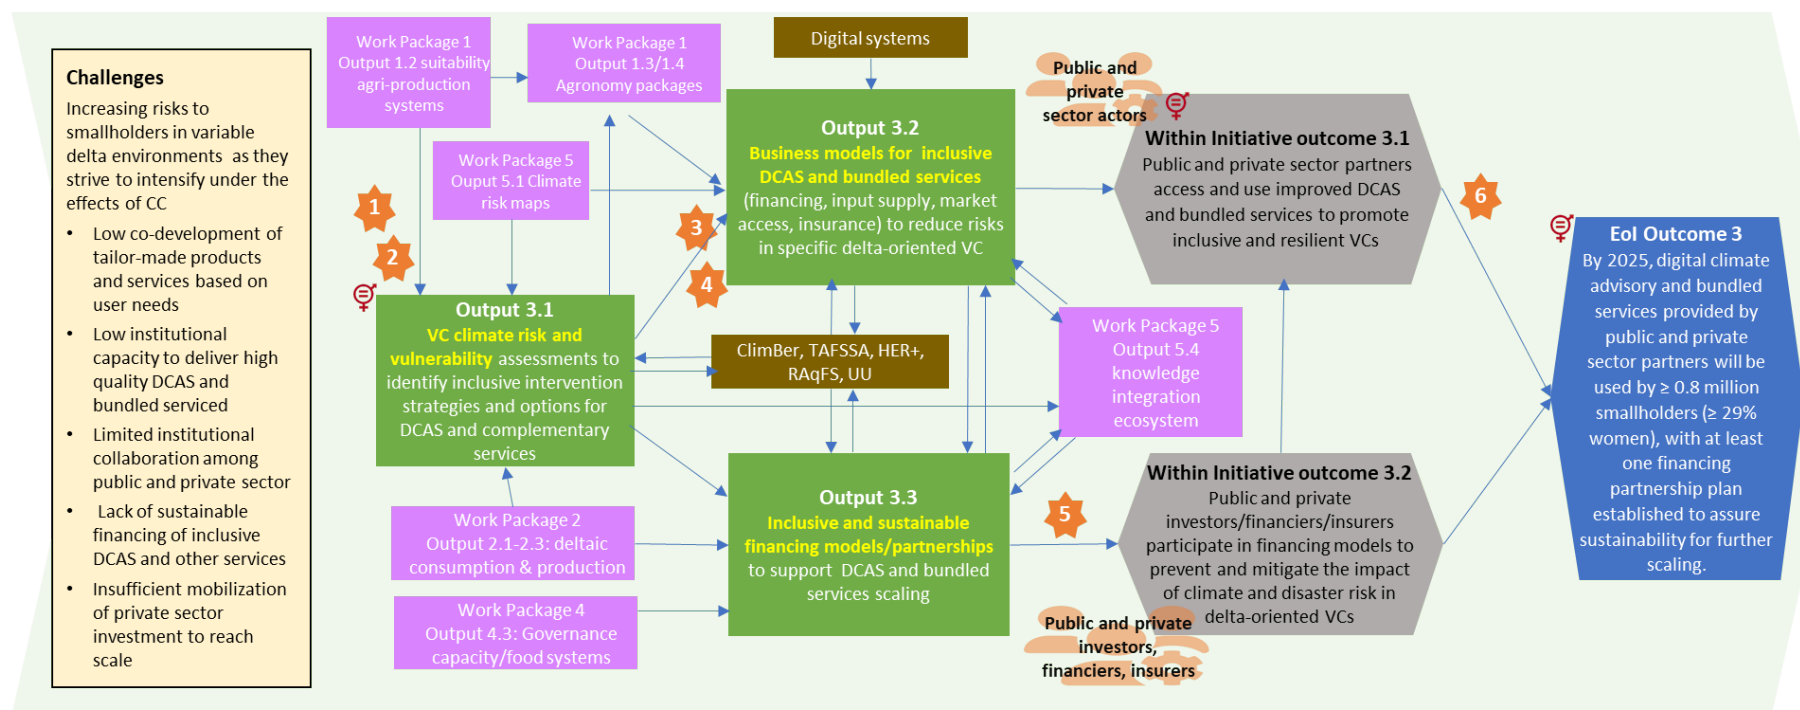 Challenges
Increasing risks to
smallholders in variable
delta environments as they
strive to intensify under the
effects of CC
• Low co-development of
tailor-made products
and services based on
user needs
• Low institutional
capacity to deliver high
quality DCAS and
bundled serviced
• Limited institutional
collaboration among
public and private sector
• Lack of sustainable
financing of inclusive
DCAS and other services
• Insufficient mobilization
of private sector
investment to reach
scale
Work Package 1
Output 1.2 suitability
agri-production
systems
Work Package 1
Output 1.3/1.4
Agronomy packages
Work Package 5
Ouput 5.1 Climate
risk maps
1
2
Output 3.1
VC climate risk and
vulnerability assessments to
identify inclusive intervention
strategies and options for
DCAS and complementary
services
Work Package 2
Output 2.1-2.3: deltaic
consumption & production
Work Package 4
Output 4.3: Governance
capacity/food systems
Digital systems
3
4
Output 3.2
Business models for inclusive
DCAS and bundled services
(financing, input supply, market
access, insurance) to reduce risks
in specific delta-oriented VC
ClimBer, TAFSSA, HER+,
RAqFS, UU
Output 3.3
Inclusive and sustainable
financing models/partnerships
to support DCAS and bundled
services scaling
Work Package 5
Output 5.4
knowledge
integration
ecosystem
5
Public and
private
sector actors
Within Initiative outcome 3.1
Public and private sector partners
access and use improved DCAS
and bundled services to promote
inclusive and resilient VCs
Within Initiative outcome 3.2
Public and private
investors/financiers/insurers
participate in financing models to
prevent and mitigate the impact
of climate and disaster risk in
delta-oriented VCs
Public and private
investors,
financiers, insurers
6
EoI Outcome 3
By 2025, digital climate
advisory and bundled
services provided by
public and private
sector partners will be
used by ≥ 0.8 million
smallholders (≥ 29%
women), with at least
one financing
partnership plan
established to assure
sustainability for further
scaling.